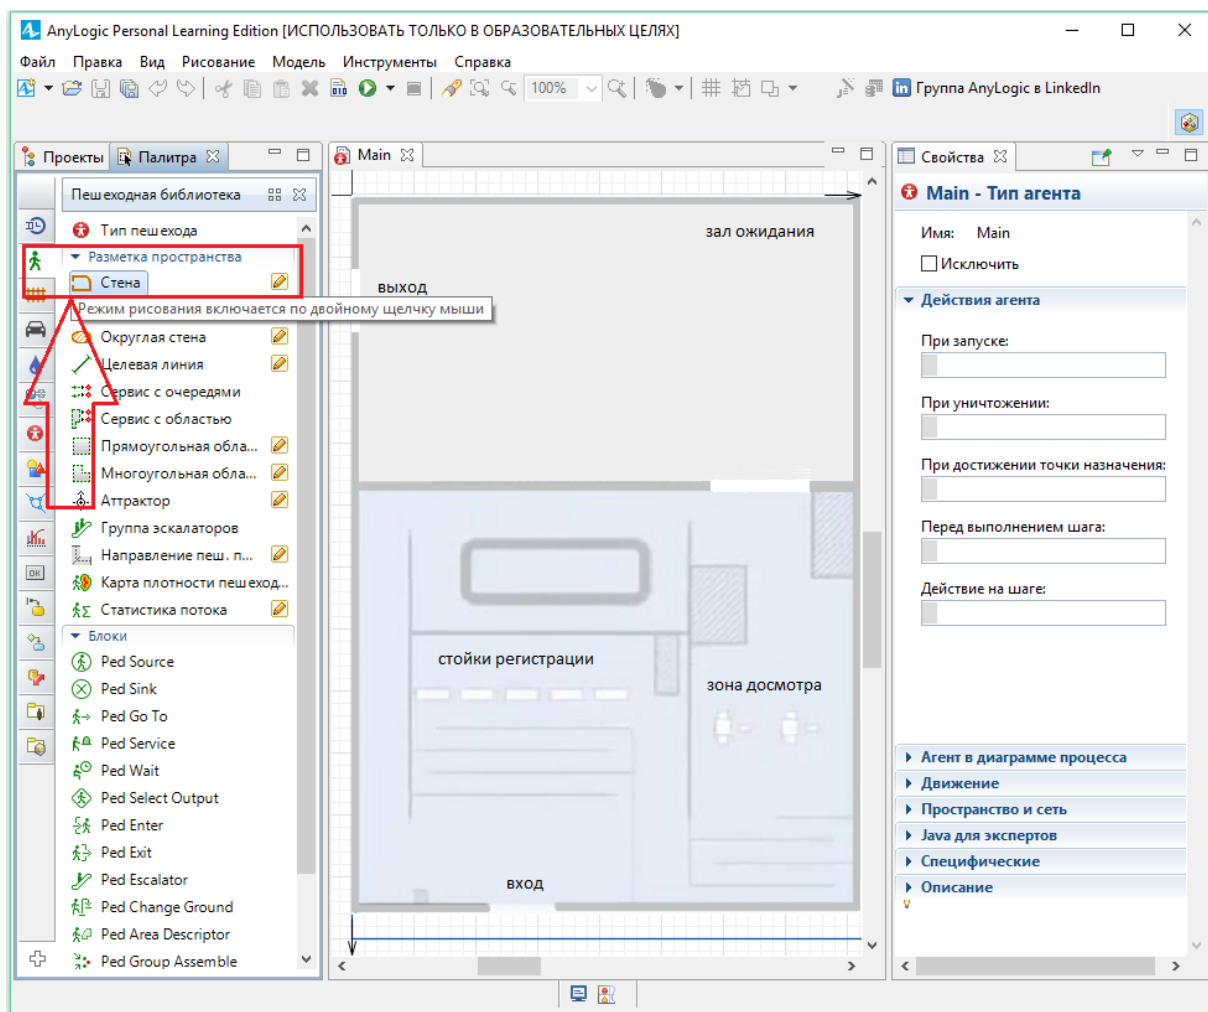 AnyLogic Personal Learning Edition [ИСПОЛЬЗОВАТЬ ТОЛЬКО В ОБРАЗОВАТЕЛЬНЫХ ЦЕЛЯХ]
Файл Правка Вид Рисование Модель Инструменты Справка
100% in Группа AnyLogic в LinkedIn
Проекты Палитра
Пешеходная библиотека
Тип пешехода
Разметка пространства
Стена
Режим рисования включается по двойному щелчку мыши
Округлая стена
Целевая линия
Сервис с очередями
Сервис с областью
Прямоугольная обла...
Многоугольная обла...
Аттрактор
Группа эскалаторов
Направление пеш. п...
Карта плотности пешеход...
Статистика потока
Блоки
Ped Source
Ped Sink
Ped Go To
Ped Service
Ped Wait
Ped Select Output
Ped Enter
Ped Exit
Ped Escalator
Ped Change Ground
Ped Area Descriptor
Ped Group Assemble
OK
Main
зал ожидания
выход
стойки регистрации
зона досмотра
вход
Свойства
Main - Тип агента
Имя: Main
Исключить
Действия агента
При запуске:
При уничтожении:
При достижении точки назначения:
Перед выполнением шага:
Действие на шаге:
Агент в диаграмме процесса
Движение
Пространство и сеть
Java для экспертов
Специфические
Описание